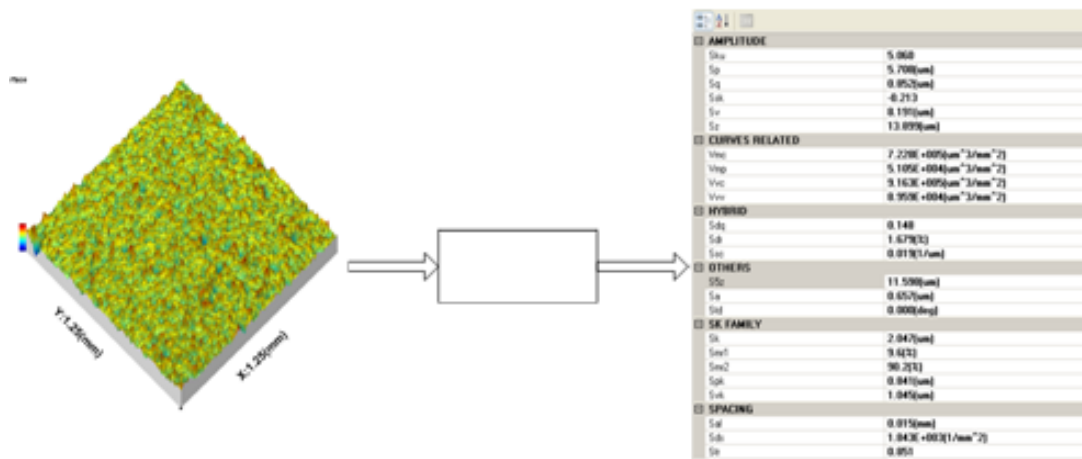 Y:1.25(mm)
X:1.25(mm)
AMPLITUDE
Sku 5.060
Sp 5.708(um)
Sq 0.852(um)
Ssk -0.213
Sv 8.191(um)
Sz 13.899(um)
CURVES RELATED
Vmc 7.228E+005(um^3/mm^2)
Vmp 5.105E+004(um^3/mm^2)
Vvc 9.163E+005(um^3/mm^2)
Vvv 8.959E+004(um^3/mm^2)
HYBRID
Sdq 0.148
Sdr 1.679(%)
Ssc 0.019(1/um)
OTHERS
S5z 11.598(um)
Sa 0.657(um)
Std 0.000(deg)
SK FAMILY
Sk 2.047(um)
Smr1 9.6(%)
Smr2 90.2(%)
Spk 0.841(um)
Svk 1.045(um)
SPACING
Sal 0.015(mm)
Sds 1.843E+003(1/mm^2)
Str 0.851